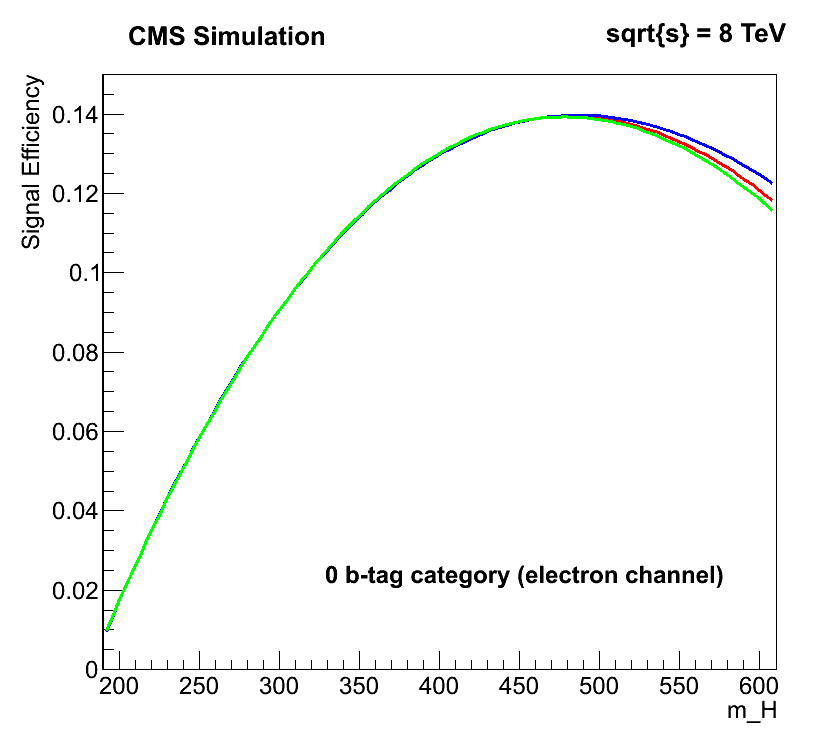 CMS Simulation
sqrt{s} = 8 TeV
Signal Efficiency
0.14
0.12
0.1
0.08
0.06
0.04
0.02
0
0 b-tag category (electron channel)
200 250 300 350 400 450 500 550 600
m_H